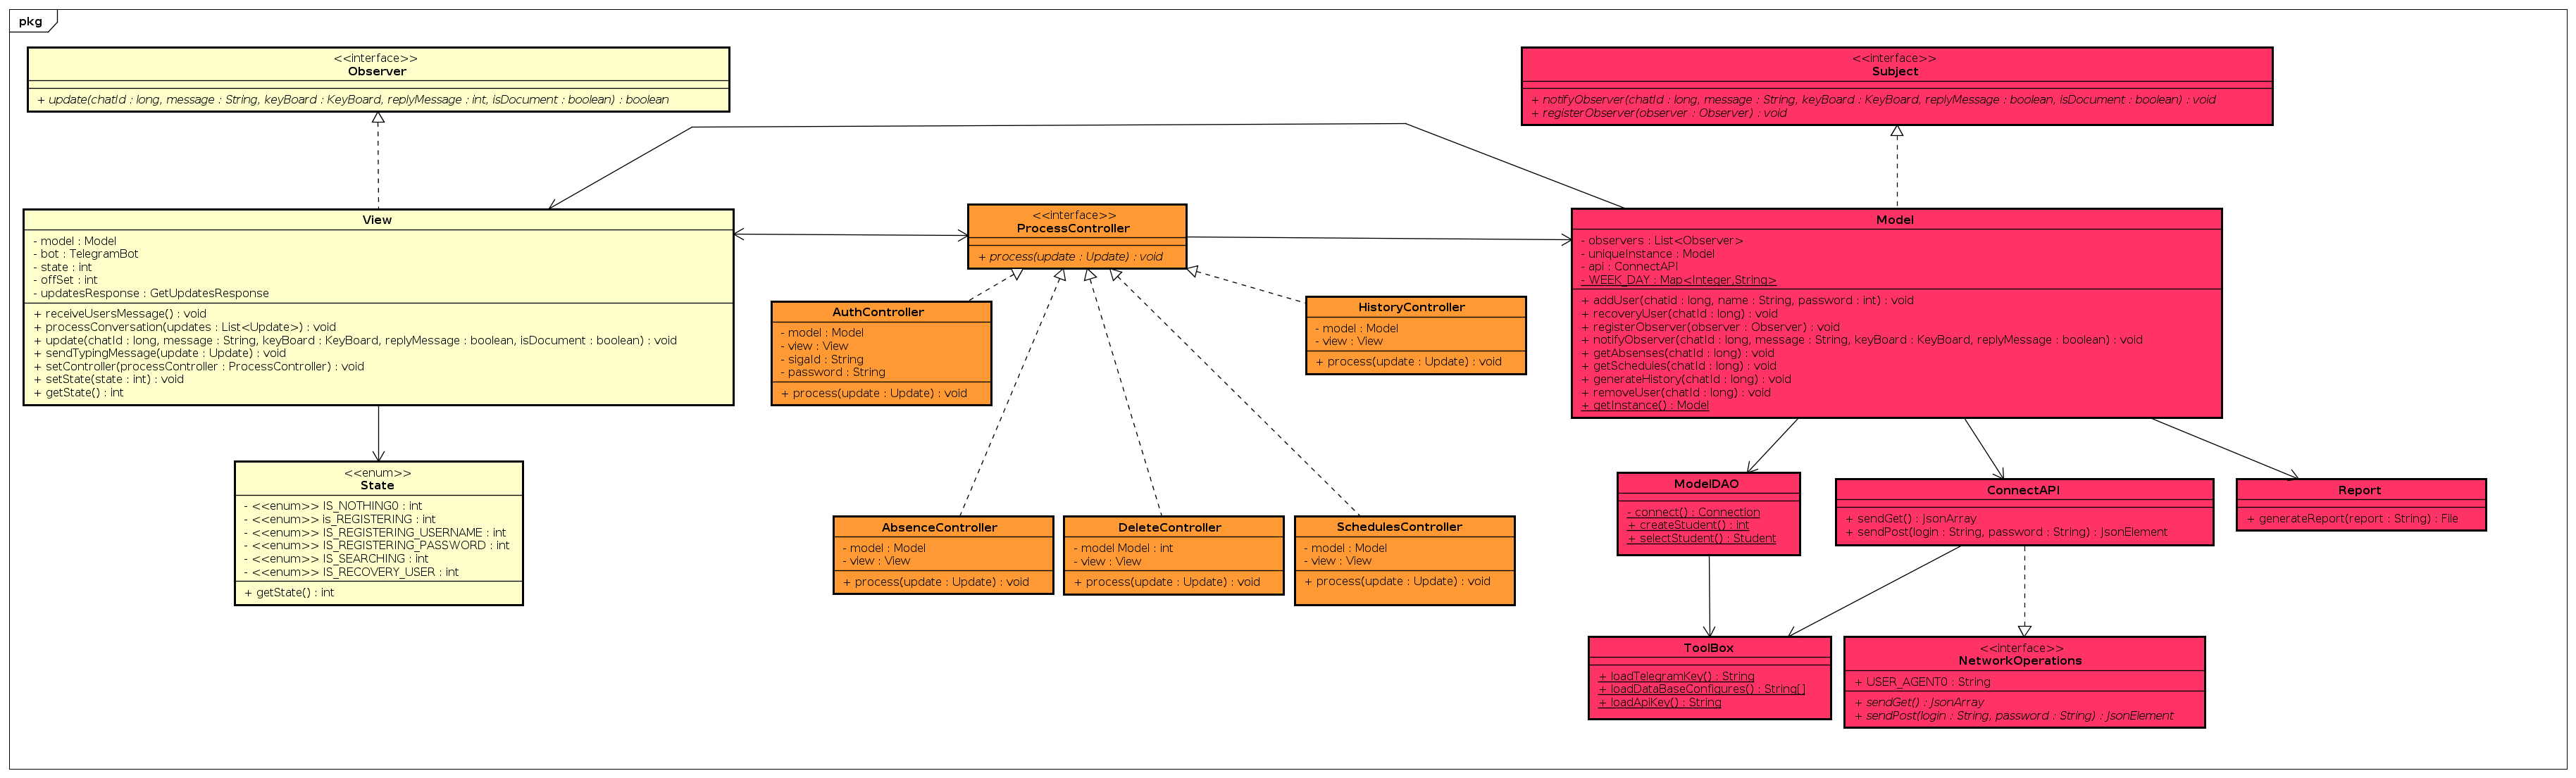 pkg
<<interface>>
Observer
+ update(chatId : long, message : String, keyBoard : KeyBoard, replyMessage : int, isDocument : boolean) : boolean
<<interface>>
Subject
+ notifyObserver(chatId : long, message : String, keyBoard : KeyBoard, replyMessage : boolean, isDocument : boolean) : void
+ registerObserver(observer : Observer) : void
View
- model : Model
- bot : TelegramBot
- state : int
- offSet : int
- updatesResponse : GetUpdatesResponse
+ receiveUsersMessage() : void
+ processConversation(updates : List<Update>) : void
+ update(chatId : long, message : String, keyBoard : KeyBoard, replyMessage : boolean, isDocument : boolean) : void
+ sendTypingMessage(update : Update) : void
+ setController(processController : ProcessController) : void
+ setState(state : int) : void
+ getState() : int
<<interface>>
ProcessController
+ process(update : Update) : void
Model
- observers : List<Observer>
- uniqueInstance : Model
- api : ConnectAPI
- WEEK_DAY : Map<Integer,String>
+ addUser(chatid : long, name : String, password : int) : void
+ recoveryUser(chatId : long) : void
+ registerObserver(observer : Observer) : void
+ notifyObserver(chatId : long, message : String, keyBoard : KeyBoard, replyMessage : boolean) : void
+ getAbsenses(chatId : long) : void
+ getSchedules(chatId : long) : void
+ generateHistory(chatId : long) : void
+ removeUser(chatId : long) : void
+ getInstance() : Model
AuthController
- model : Model
- view : View
- sigaId : String
- password : String
+ process(update : Update) : void
HistoryController
- model : Model
- view : View
+ process(update : Update) : void
<<enum>>
State
- <<enum>> IS_NOTHING0 : int
- <<enum>> is_REGISTERING : int
- <<enum>> IS_REGISTERING_USERNAME : int
- <<enum>> IS_REGISTERING_PASSWORD : int
- <<enum>> IS_SEARCHING : int
- <<enum>> IS_RECOVERY_USER : int
+ getState() : int
AbsenceController
- model : Model
- view : View
+ process(update : Update) : void
DeleteController
- model Model : int
- view : View
+ process(update : Update) : void
SchedulesController
- model : Model
- view : View
+ process(update : Update) : void
ModelDAO
- connect() : Connection
+ createStudent() : int
+ selectStudent() : Student
ConnectAPI
+ sendGet() : JsonArray
+ sendPost(login : String, password : String) : JsonElement
Report
+ generateReport(report : String) : File
ToolBox
+ loadTelegramKey() : String
+ loadDataBaseConfigures() : String[]
+ loadApiKey() : String
<<interface>>
NetworkOperations
+ USER_AGENT0 : String
+ sendGet() : JsonArray
+ sendPost(login : String, password : String) : JsonElement